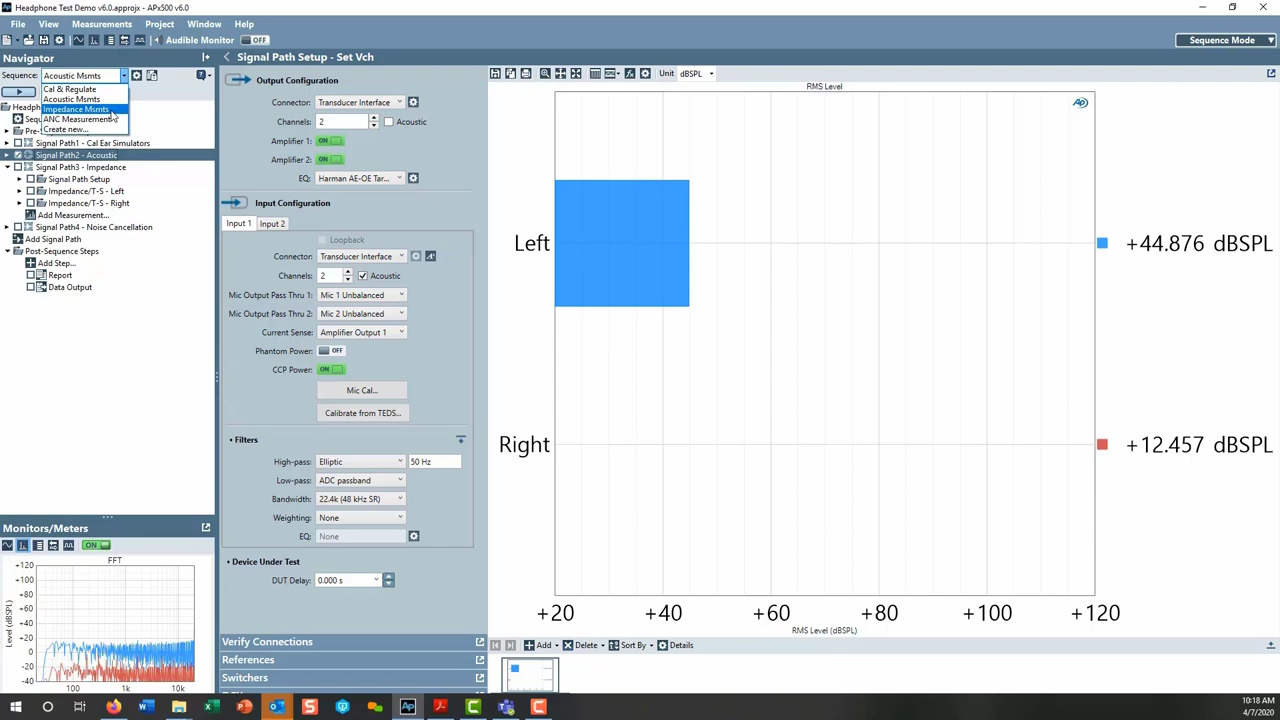 Headphone Test Demo v6.0.approjx - APx500 v6.0
File View Measurements Project Window Help
Audible Monitor OFF
Sequence Mode
Navigator
Signal Path Setup - Set Vch
Sequence: Acoustic Msmts
Cal & Regulate
Acoustic Msmts
Impedance Msmts
ANC Measurement
Create new...
Signal Path1 - Cal Ear Simulators
Signal Path2 - Acoustic
Signal Path3 - Impedance
Signal Path Setup
Impedance/T-S - Left
Impedance/T-S - Right
Add Measurement...
Signal Path4 - Noise Cancellation
Add Signal Path
Post-Sequence Steps
Add Step...
Report
Data Output
Output Configuration
Connector: Transducer Interface
Channels: 2 Acoustic
Amplifier 1: ON
Amplifier 2: ON
EQ: Harman AE-OE Tar...
Input Configuration
Input 1 Input 2
Loopback
Connector: Transducer Interface
Channels: 2 Acoustic
Mic Output Pass Thru 1: Mic 1 Unbalanced
Mic Output Pass Thru 2: Mic 2 Unbalanced
Current Sense: Amplifier Output 1
Phantom Power: OFF
CCP Power: ON
Mic Cal...
Calibrate from TEDS...
Filters
High-pass: Elliptic 50 Hz
Low-pass: ADC passband
Bandwidth: 22.4k (48 kHz SR)
Weighting: None
EQ: None
Device Under Test
DUT Delay: 0.000 s
Verify Connections
References
Switchers
Unit dBSPL
RMS Level
Left +44.876 dBSPL
Right +12.457 dBSPL
+20 +40 +60 +80 +100 +120
RMS Level (dBSPL)
Add Delete Sort By Details
Monitors/Meters
ON
FFT
Level (dBSPL)
+120
+100
+80
+60
+40
+20
0
-20
-40
100 1k 10k
10:18 AM
4/7/2020